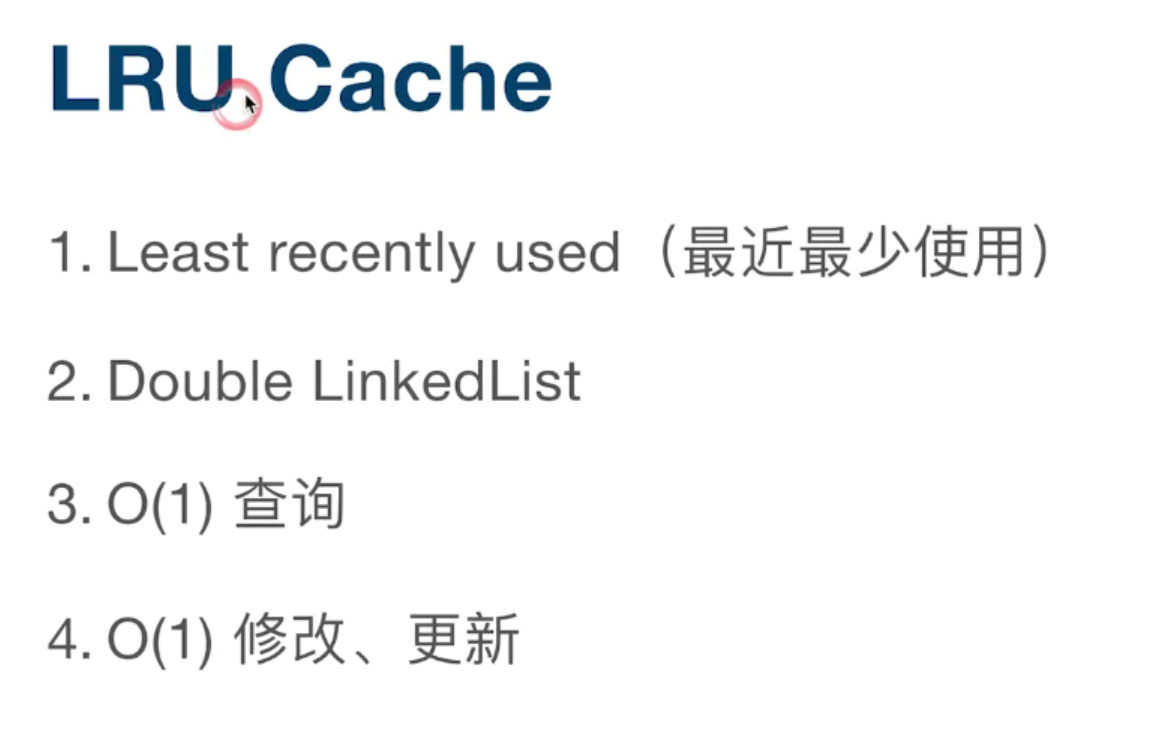 LRU Cache
1. Least recently used（最近最少使用）
2. Double LinkedList
3. O(1) 查询
4. O(1) 修改、更新